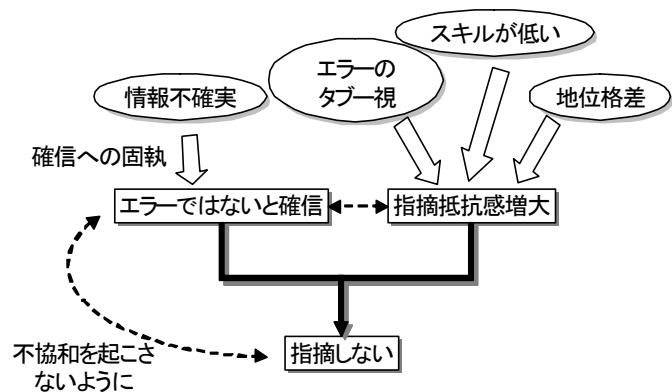 スキルが低い
エラーの
タブー視
情報不確実
地位格差
確信への固執
エラーではないと確信
指摘抵抗感増大
不協和を起こさ
ないように
指摘しない